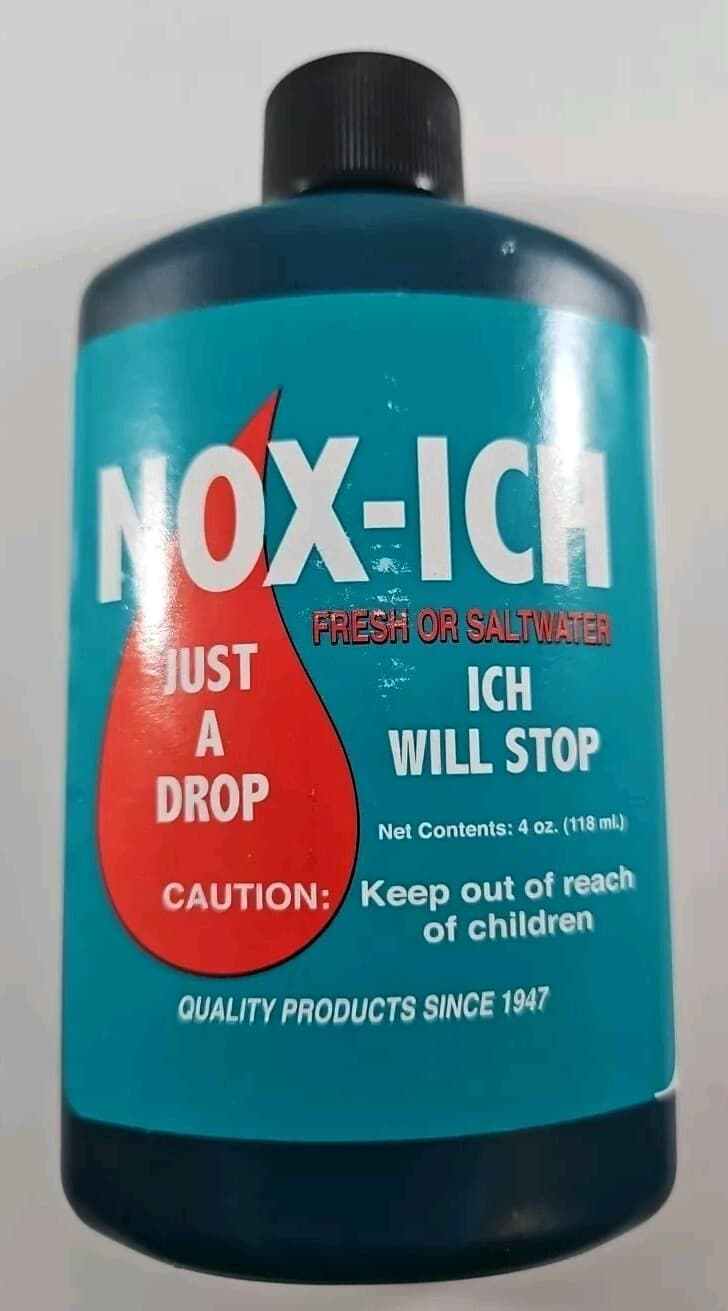 NOX-ICH
FRESH OR SALTWATER
JUST
A
DROP
ICH
WILL STOP
Net Contents: 4 oz. (118 ml.)
CAUTION: Keep out of reach
of children
QUALITY PRODUCTS SINCE 1947